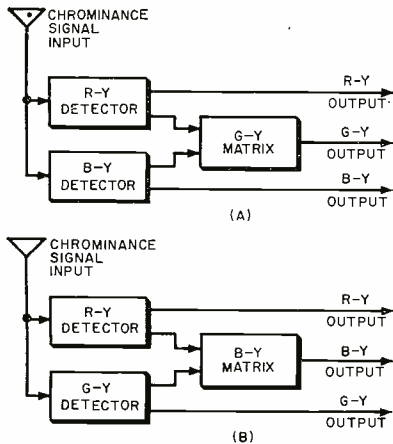 CHROMINANCE
SIGNAL
INPUT
R-Y
DETECTOR
R-Y
OUTPUT
G-Y
MATRIX
G-Y
OUTPUT
B-Y
DETECTOR
B-Y
OUTPUT
(A)
CHROMINANCE
SIGNAL
INPUT
R-Y
DETECTOR
R-Y
OUTPUT
B-Y
MATRIX
B-Y
OUTPUT
G-Y
DETECTOR
G-Y
OUTPUT
(B)